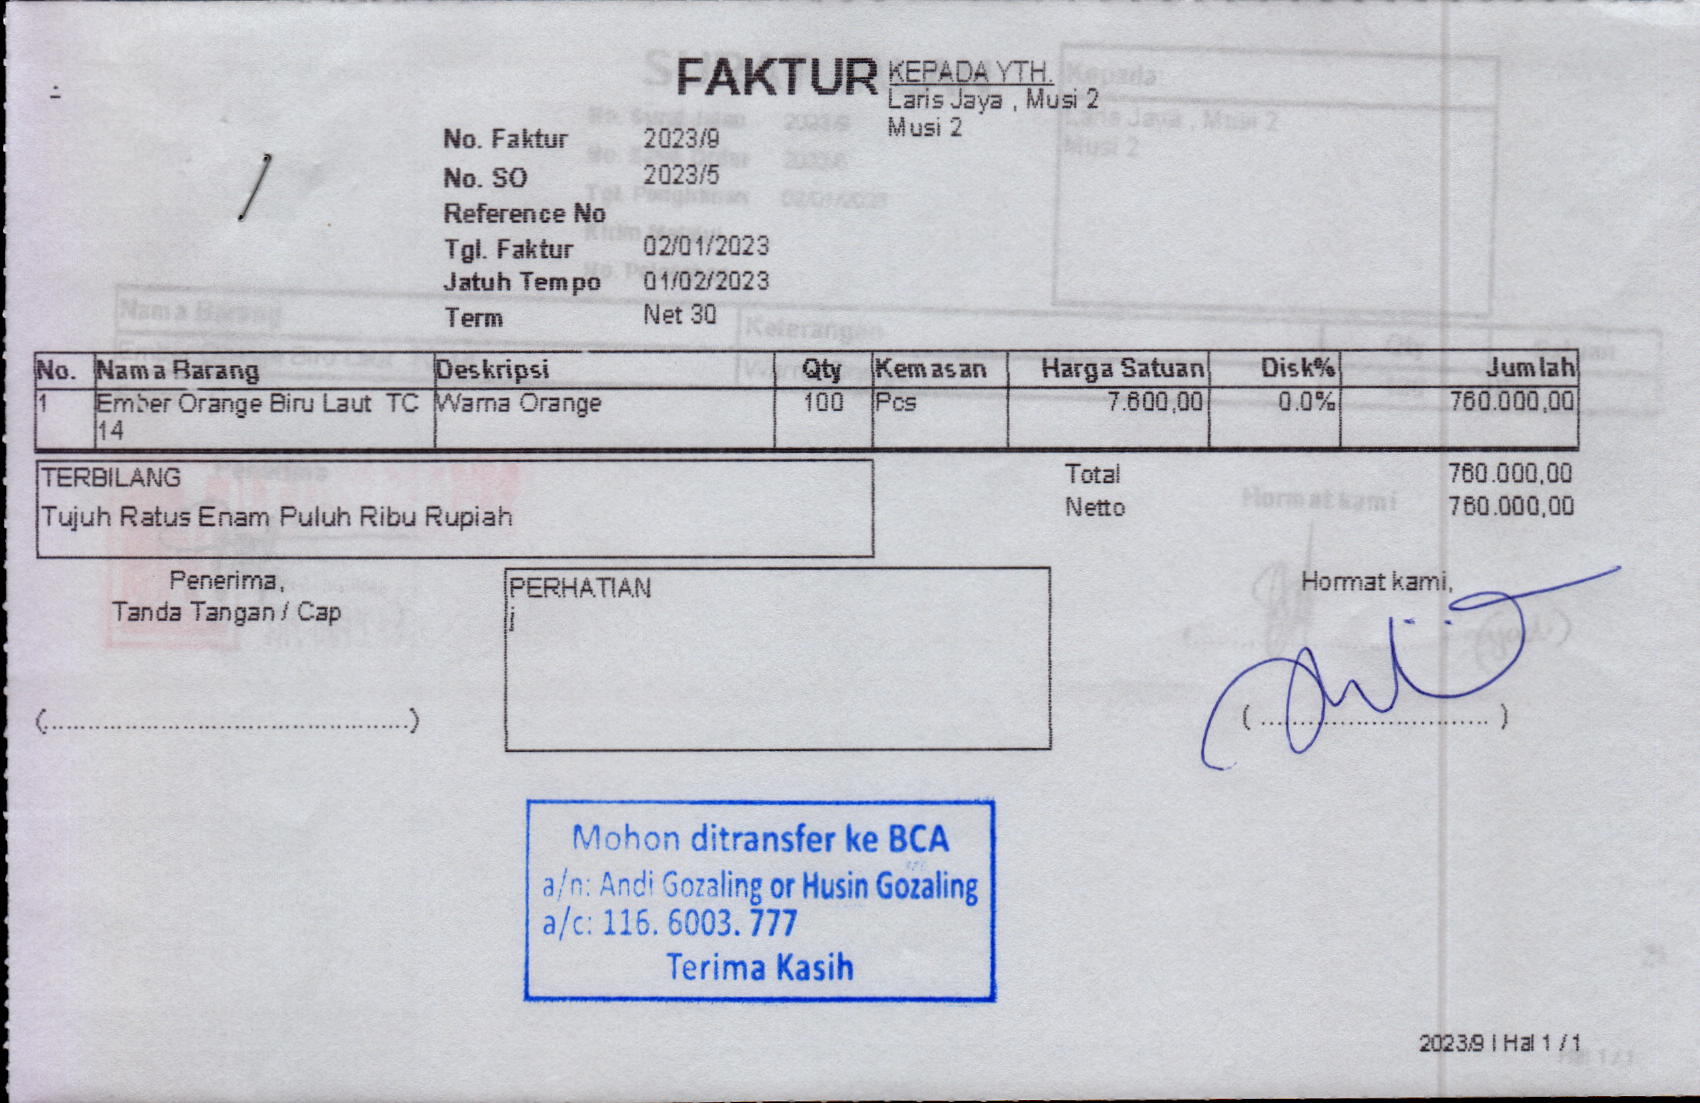 FAKTUR
KEPADA YTH.
Laris Jaya , Musi 2
Musi 2
No. Faktur 2023/9
No. SO 2023/5
Reference No
Tgl. Faktur 02/01/2023
Jatuh Tempo 01/02/2023
Term Net 30
No. Nama Barang Deskripsi Qty Kemasan Harga Satuan Disk% Jumlah
1 Ember Orange Biru Laut TC Warna Orange 100 Pcs 7.600,00 0.0% 760.000,00
14
TERBILANG
Tujuh Ratus Enam Puluh Ribu Rupiah
Total 760.000,00
Netto 760.000,00
Penerima,
Tanda Tangan / Cap
(............................................)
PERHATIAN
i
Hormat kami,
( ............................ )
Mohon ditransfer ke BCA
a/n: Andi Gozaling or Husin Gozaling
a/c: 116. 6003. 777
Terima Kasih
2023/9 | Hal 1 / 1